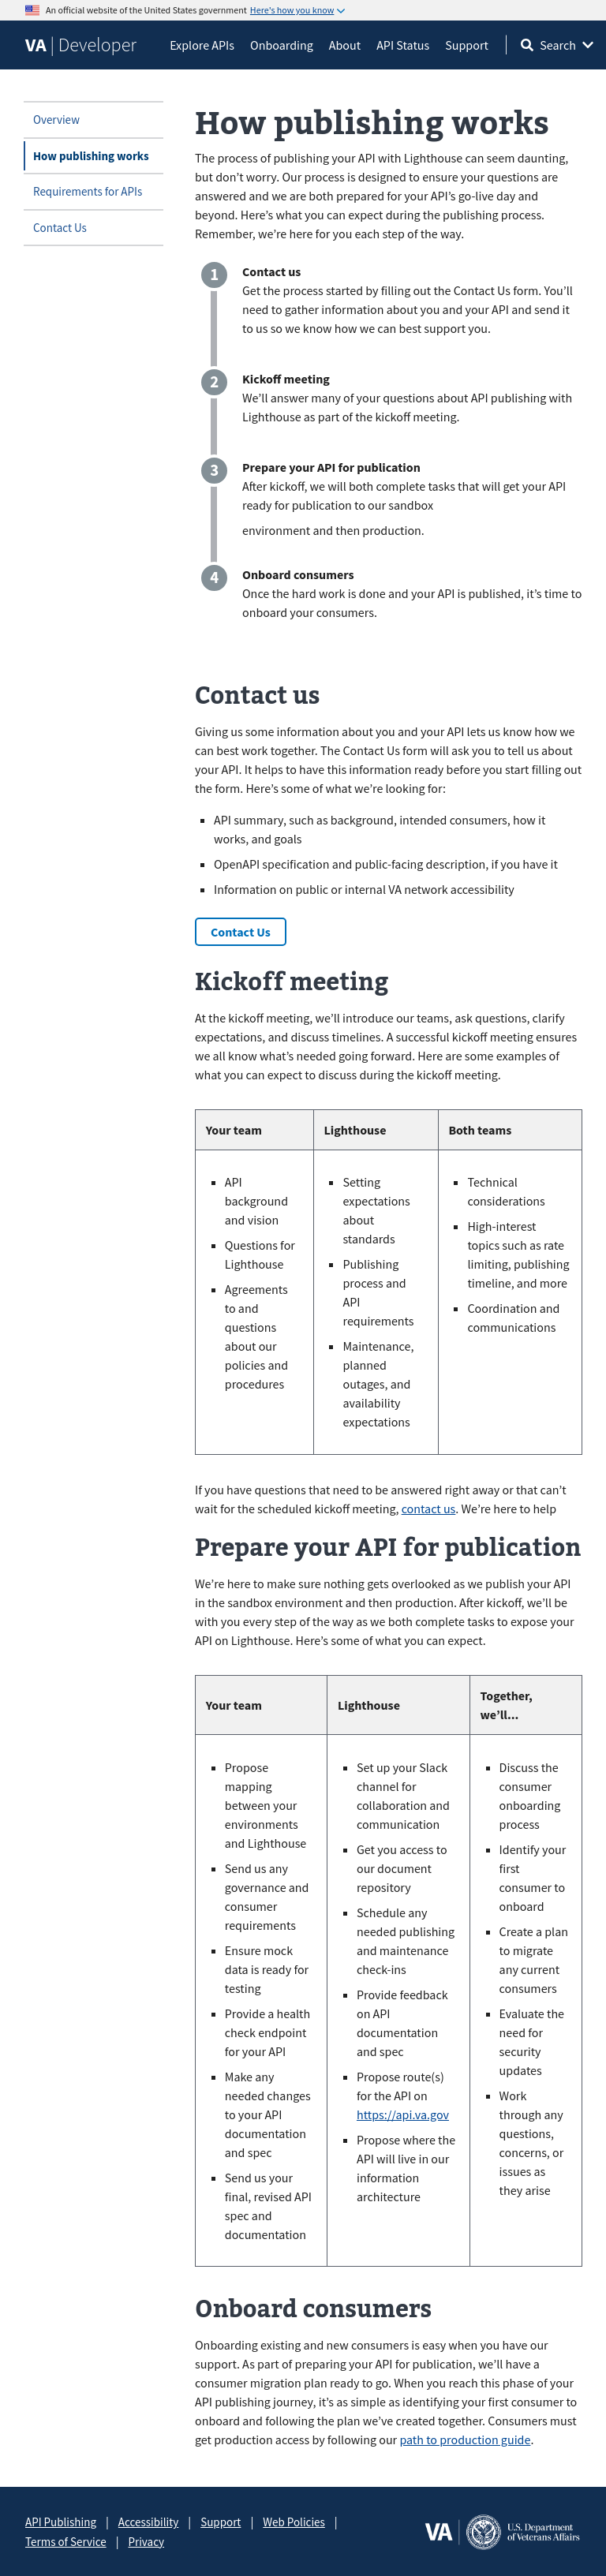 An official website of the United States government Here's how you know
VA | Developer
Explore APIs Onboarding About API Status Support Search
Overview
How publishing works
Requirements for APIs
Contact Us
How publishing works
The process of publishing your API with Lighthouse can seem daunting,
but don’t worry. Our process is designed to ensure your questions are
answered and we are both prepared for your API’s go-live day and
beyond. Here’s what you can expect during the publishing process.
Remember, we’re here for you each step of the way.
1
Contact us
Get the process started by filling out the Contact Us form. You’ll
need to gather information about you and your API and send it
to us so we know how we can best support you.
2
Kickoff meeting
We’ll answer many of your questions about API publishing with
Lighthouse as part of the kickoff meeting.
3
Prepare your API for publication
After kickoff, we will both complete tasks that will get your API
ready for publication to our sandbox
environment and then production.
4
Onboard consumers
Once the hard work is done and your API is published, it’s time to
onboard your consumers.
Contact us
Giving us some information about you and your API lets us know how we
can best work together. The Contact Us form will ask you to tell us about
your API. It helps to have this information ready before you start filling out
the form. Here’s some of what we’re looking for:
API summary, such as background, intended consumers, how it
works, and goals
OpenAPI specification and public-facing description, if you have it
Information on public or internal VA network accessibility
Contact Us
Kickoff meeting
At the kickoff meeting, we’ll introduce our teams, ask questions, clarify
expectations, and discuss timelines. A successful kickoff meeting ensures
we all know what’s needed going forward. Here are some examples of
what you can expect to discuss during the kickoff meeting.
Your team
Lighthouse
Both teams
API
background
and vision
Questions for
Lighthouse
Agreements
to and
questions
about our
policies and
procedures
Setting
expectations
about
standards
Publishing
process and
API
requirements
Maintenance,
planned
outages, and
availability
expectations
Technical
considerations
High-interest
topics such as rate
limiting, publishing
timeline, and more
Coordination and
communications
If you have questions that need to be answered right away or that can’t
wait for the scheduled kickoff meeting, contact us. We’re here to help
Prepare your API for publication
We’re here to make sure nothing gets overlooked as we publish your API
in the sandbox environment and then production. After kickoff, we’ll be
with you every step of the way as we both complete tasks to expose your
API on Lighthouse. Here’s some of what you can expect.
Your team
Lighthouse
Together,
we’ll...
Propose
mapping
between your
environments
and Lighthouse
Send us any
governance and
consumer
requirements
Ensure mock
data is ready for
testing
Provide a health
check endpoint
for your API
Make any
needed changes
to your API
documentation
and spec
Send us your
final, revised API
spec and
documentation
Set up your Slack
channel for
collaboration and
communication
Get you access to
our document
repository
Schedule any
needed publishing
and maintenance
check-ins
Provide feedback
on API
documentation
and spec
Propose route(s)
for the API on
https://api.va.gov
Propose where the
API will live in our
information
architecture
Discuss the
consumer
onboarding
process
Identify your
first
consumer to
onboard
Create a plan
to migrate
any current
consumers
Evaluate the
need for
security
updates
Work
through any
questions,
concerns, or
issues as
they arise
Onboard consumers
Onboarding existing and new consumers is easy when you have our
support. As part of preparing your API for publication, we’ll have a
consumer migration plan ready to go. When you reach this phase of your
API publishing journey, it’s as simple as identifying your first consumer to
onboard and following the plan we’ve created together. Consumers must
get production access by following our path to production guide.
API Publishing | Accessibility | Support | Web Policies |
Terms of Service | Privacy
VA
U.S. Department
of Veterans Affairs